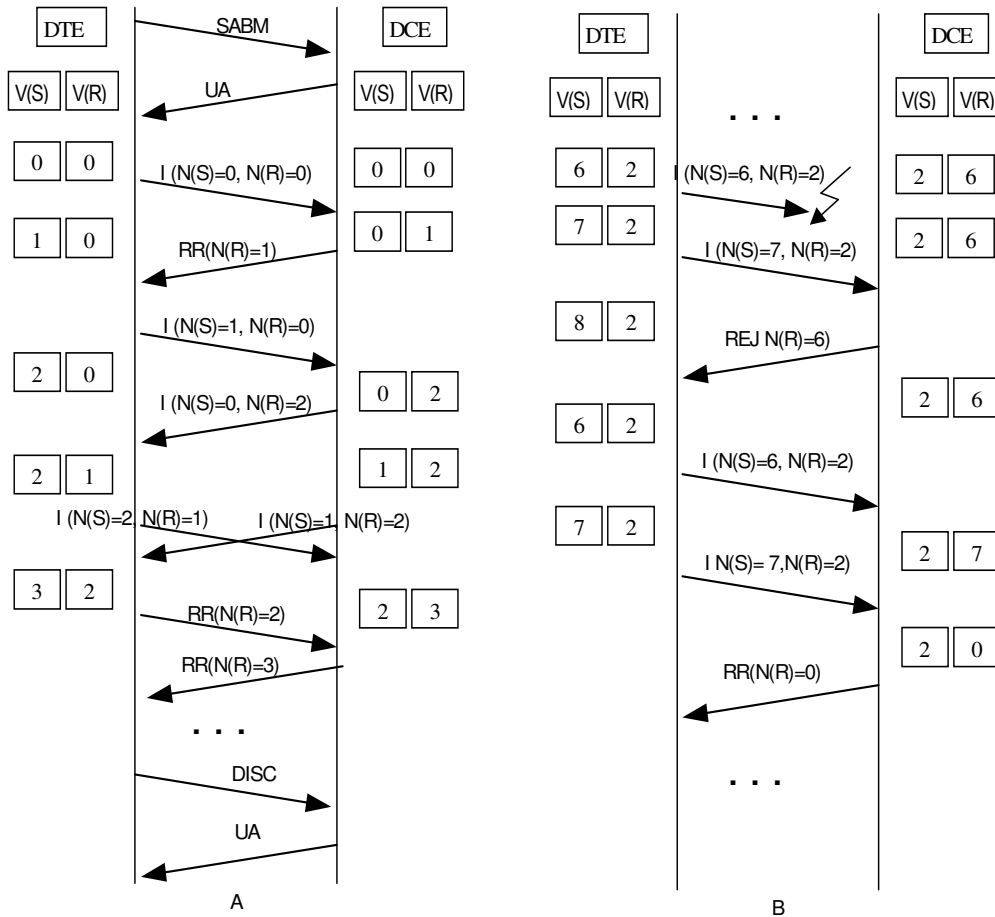 DTE
DCE
SABM
V(S) V(R)
V(S) V(R)
UA
0 0
0 0
I (N(S)=0, N(R)=0)
1 0
0 1
RR(N(R)=1)
I (N(S)=1, N(R)=0)
2 0
0 2
I (N(S)=0, N(R)=2)
2 1
1 2
I (N(S)=2, N(R)=1)
I (N(S)=1, N(R)=2)
3 2
2 3
RR(N(R)=2)
RR(N(R)=3)
. . .
DISC
UA
A
DTE
DCE
V(S) V(R)
V(S) V(R)
. . .
6 2
2 6
I (N(S)=6, N(R)=2)
7 2
2 6
I (N(S)=7, N(R)=2)
8 2
REJ N(R)=6)
2 6
6 2
I (N(S)=6, N(R)=2)
7 2
2 7
I N(S)= 7,N(R)=2)
2 0
RR(N(R)=0)
. . .
B